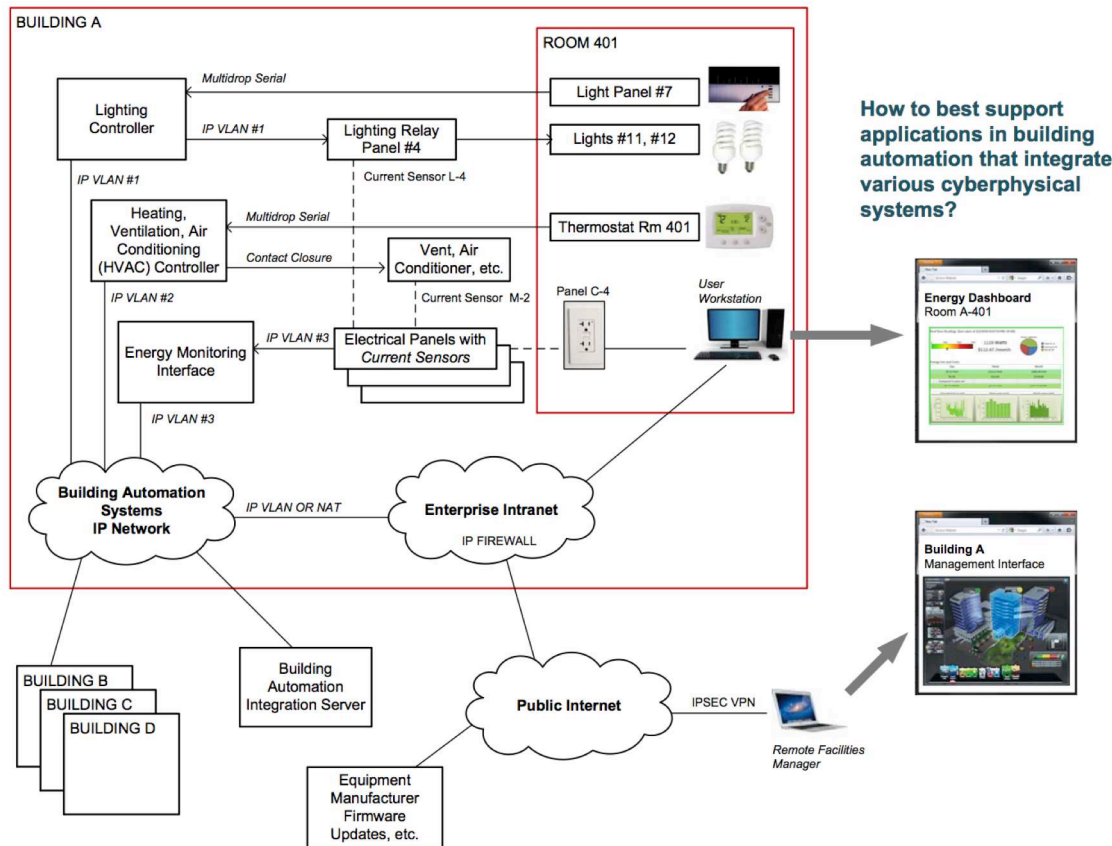 BUILDING A
ROOM 401
Multidrop Serial
Light Panel #7
Lighting
Controller
IP VLAN #1
Lighting Relay
Panel #4
Lights #11, #12
How to best support
applications in building
automation that integrate
various cyberphysical
systems?
IP VLAN #1
Current Sensor L-4
Heating,
Ventilation, Air
Conditioning
(HVAC) Controller
Multidrop Serial
Thermostat Rm 401
Contact Closure
Vent, Air
Conditioner, etc.
IP VLAN #2
Current Sensor M-2
Panel C-4
User
Workstation
Energy Dashboard
Room A-401
Energy Monitoring
Interface
IP VLAN #3
Electrical Panels with
Current Sensors
IP VLAN #3
Building Automation
Systems
IP Network
IP VLAN OR NAT
Enterprise Intranet
IP FIREWALL
Building A
Management Interface
BUILDING B
BUILDING C
BUILDING D
Building
Automation
Integration Server
Public Internet
IPSEC VPN
Remote Facilities
Manager
Equipment
Manufacturer
Firmware
Updates, etc.